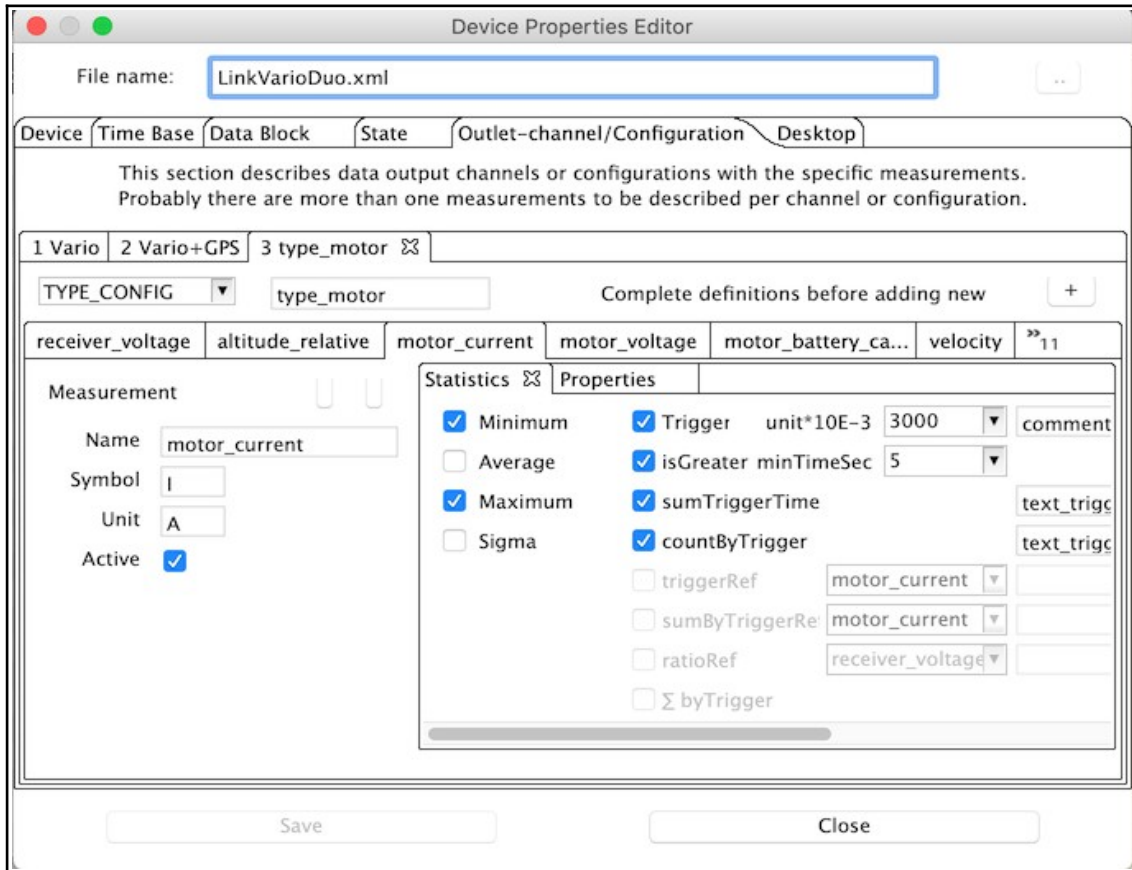 Device Properties Editor
File name: LinkVarioDuo.xml ..
Device Time Base Data Block State Outlet-channel/Configuration Desktop
This section describes data output channels or configurations with the specific measurements.
Probably there are more than one measurements to be described per channel or configuration.
1 Vario 2 Vario+GPS 3 type_motor
TYPE_CONFIG type_motor Complete definitions before adding new +
receiver_voltage altitude_relative motor_current motor_voltage motor_battery_ca... velocity »11
Statistics Properties
Measurement
Minimum Trigger unit*10E-3 3000 comment
Name motor_current
Average isGreater minTimeSec 5
Symbol I
Maximum sumTriggerTime text_trigg
Unit A
Sigma countByTrigger text_trigg
Active
triggerRef motor_current
sumByTriggerRe motor_current
ratioRef receiver_voltage
∑ byTrigger
Save Close